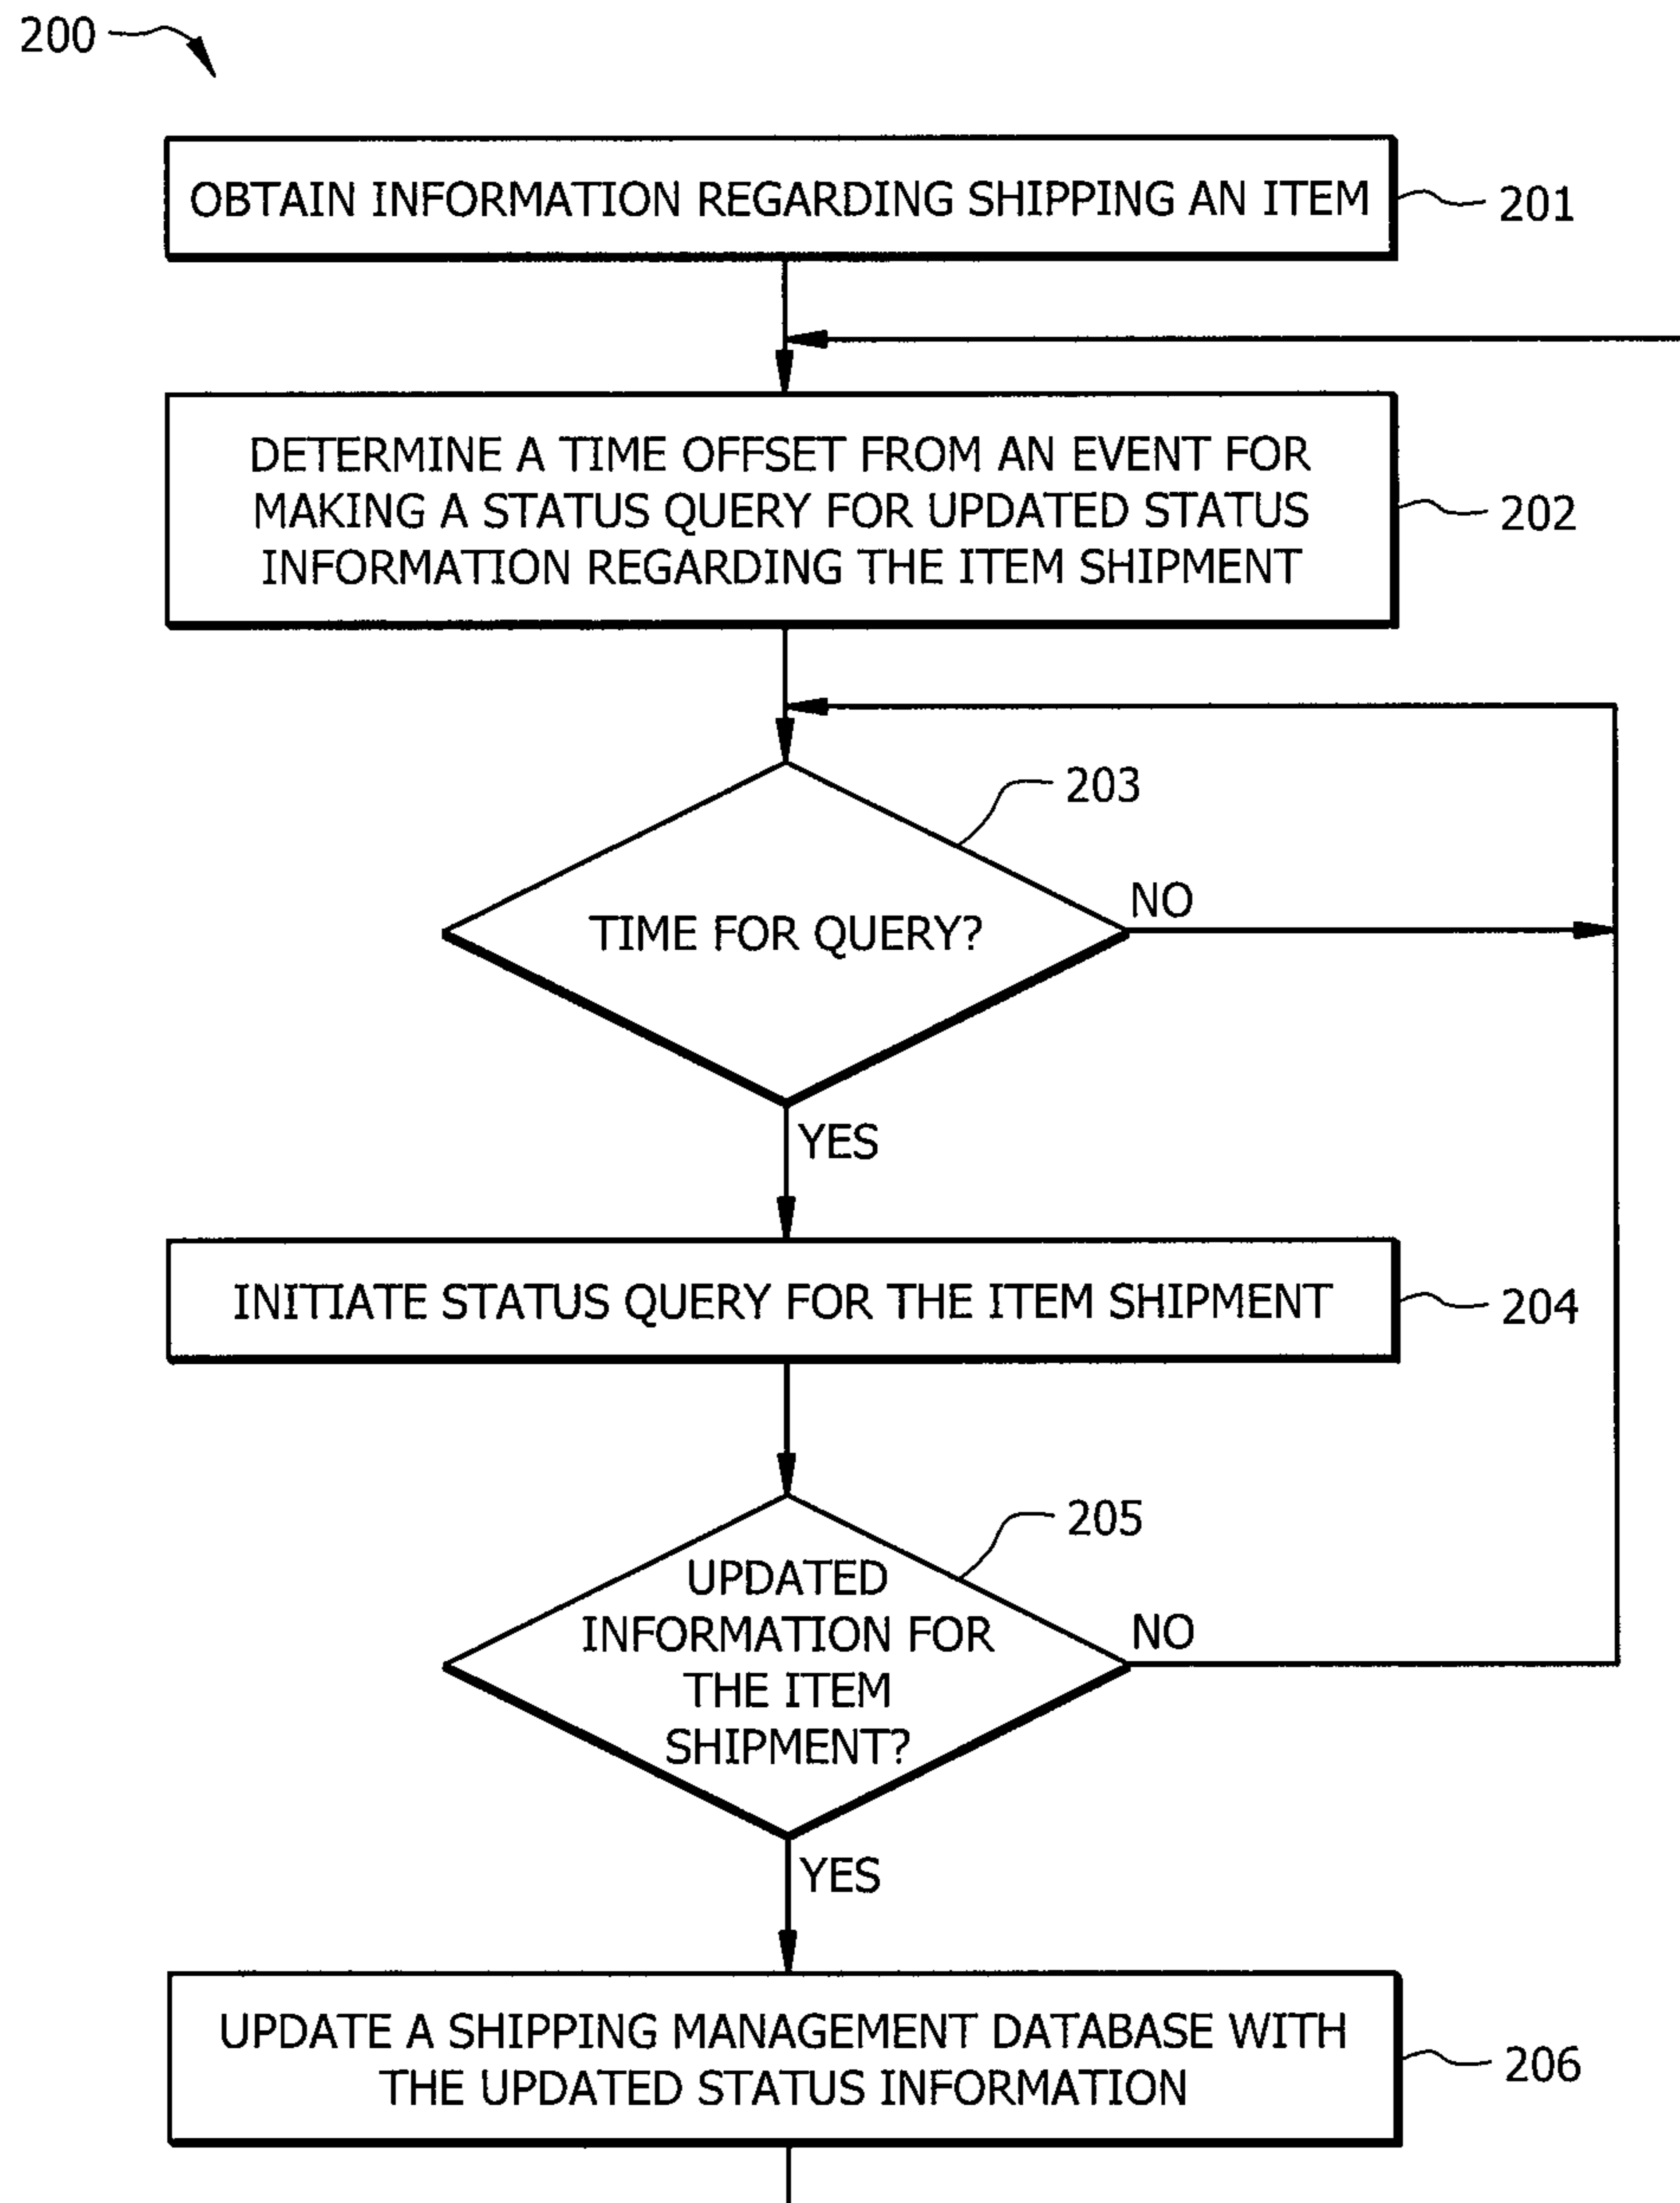 200
OBTAIN INFORMATION REGARDING SHIPPING AN ITEM
201
DETERMINE A TIME OFFSET FROM AN EVENT FOR
MAKING A STATUS QUERY FOR UPDATED STATUS
INFORMATION REGARDING THE ITEM SHIPMENT
202
203
TIME FOR QUERY?
NO
YES
INITIATE STATUS QUERY FOR THE ITEM SHIPMENT
204
205
UPDATED
INFORMATION FOR
THE ITEM
SHIPMENT?
NO
YES
UPDATE A SHIPPING MANAGEMENT DATABASE WITH
THE UPDATED STATUS INFORMATION
206